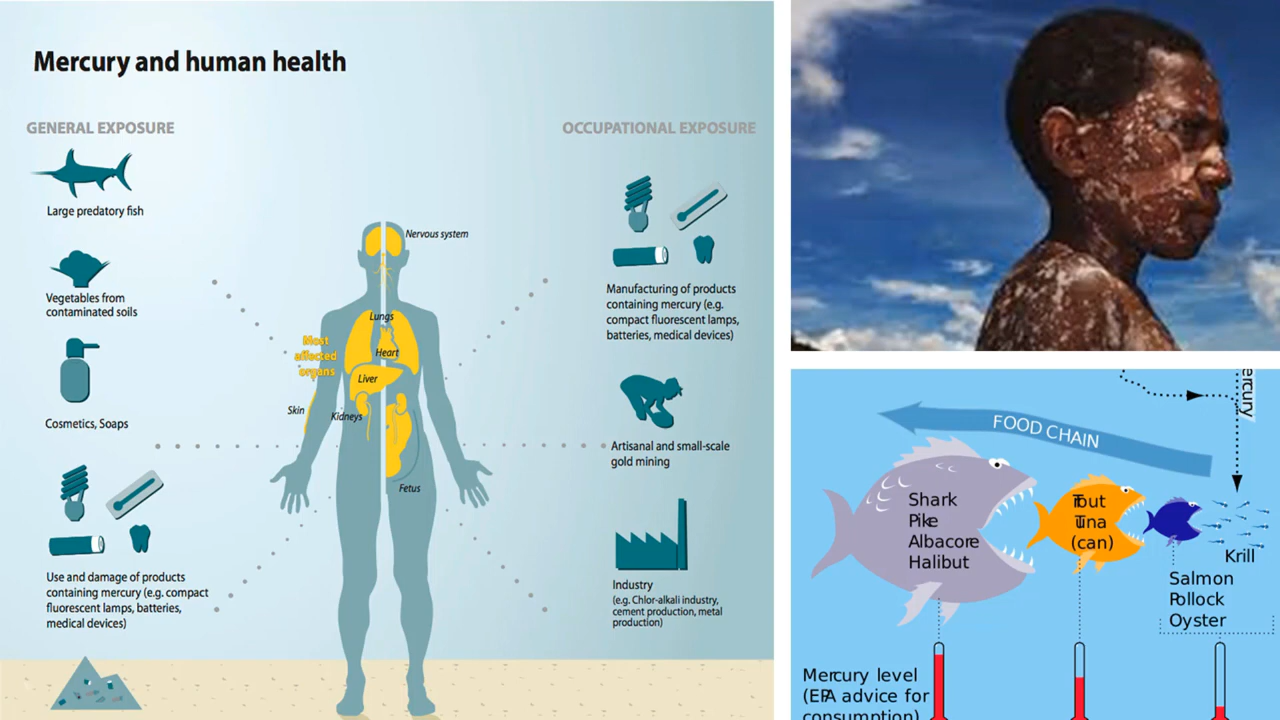 Mercury and human health
GENERAL EXPOSURE
Large predatory fish
Vegetables from
contaminated soils
Cosmetics, Soaps
Use and damage of products
containing mercury (e.g. compact
fluorescent lamps, batteries,
medical devices)
Nervous system
Lungs
Most
affected
organs
Heart
Liver
Skin
Kidneys
Fetus
OCCUPATIONAL EXPOSURE
Manufacturing of products
containing mercury (e.g.
compact fluorescent lamps,
batteries, medical devices)
Artisanal and small-scale
gold mining
Industry
(e.g. Chlor-alkali industry,
cement production, metal
production)
ercury
FOOD CHAIN
Shark
Pike
Albacore
Halibut
Trout
Tuna
(can)
Krill
Salmon
Pollock
Oyster
Mercury level
(EPA advice for
consumption)